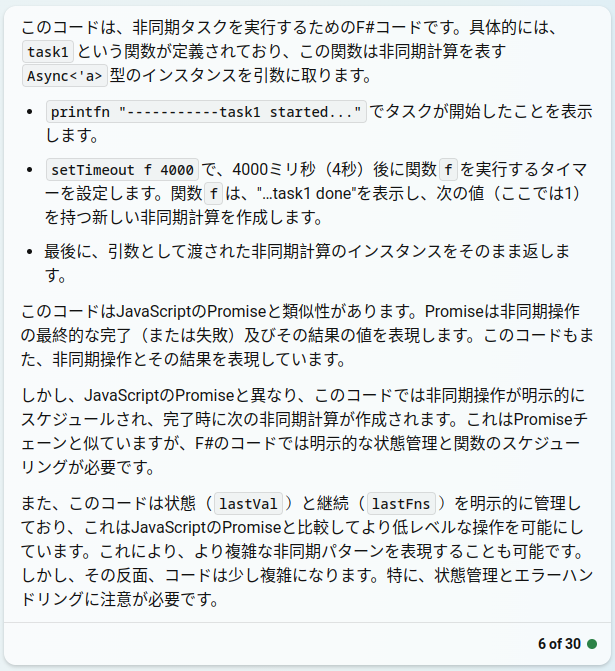 このコードは、非同期タスクを実行するためのF#コードです。具体的には、
task1 という関数が定義されており、この関数は非同期計算を表す
Async<'a> 型のインスタンスを引数に取ります。
• printfn "-----------task1 started..." でタスクが開始したことを表示
します。
• setTimeout f 4000 で、4000ミリ秒（4秒）後に関数 f を実行するタイマ
ーを設定します。関数 f は、"...task1 done"を表示し、次の値（ここでは1）
を持つ新しい非同期計算を作成します。
• 最後に、引数として渡された非同期計算のインスタンスをそのまま返しま
す。
このコードはJavaScriptのPromiseと類似性があります。Promiseは非同期操作
の最終的な完了（または失敗）及びその結果の値を表現します。このコードもま
た、非同期操作とその結果を表現しています。
しかし、JavaScriptのPromiseと異なり、このコードでは非同期操作が明示的に
スケジュールされ、完了時に次の非同期計算が作成されます。これはPromiseチ
ェーンと似ていますが、F#のコードでは明示的な状態管理と関数のスケジュー
リングが必要です。
また、このコードは状態（ lastVal ）と継続（ lastFns ）を明示的に管理し
ており、これはJavaScriptのPromiseと比較してより低レベルな操作を可能にし
ています。これにより、より複雑な非同期パターンを表現することも可能です。
しかし、その反面、コードは少し複雑になります。特に、状態管理とエラーハン
ドリングに注意が必要です。
6 of 30